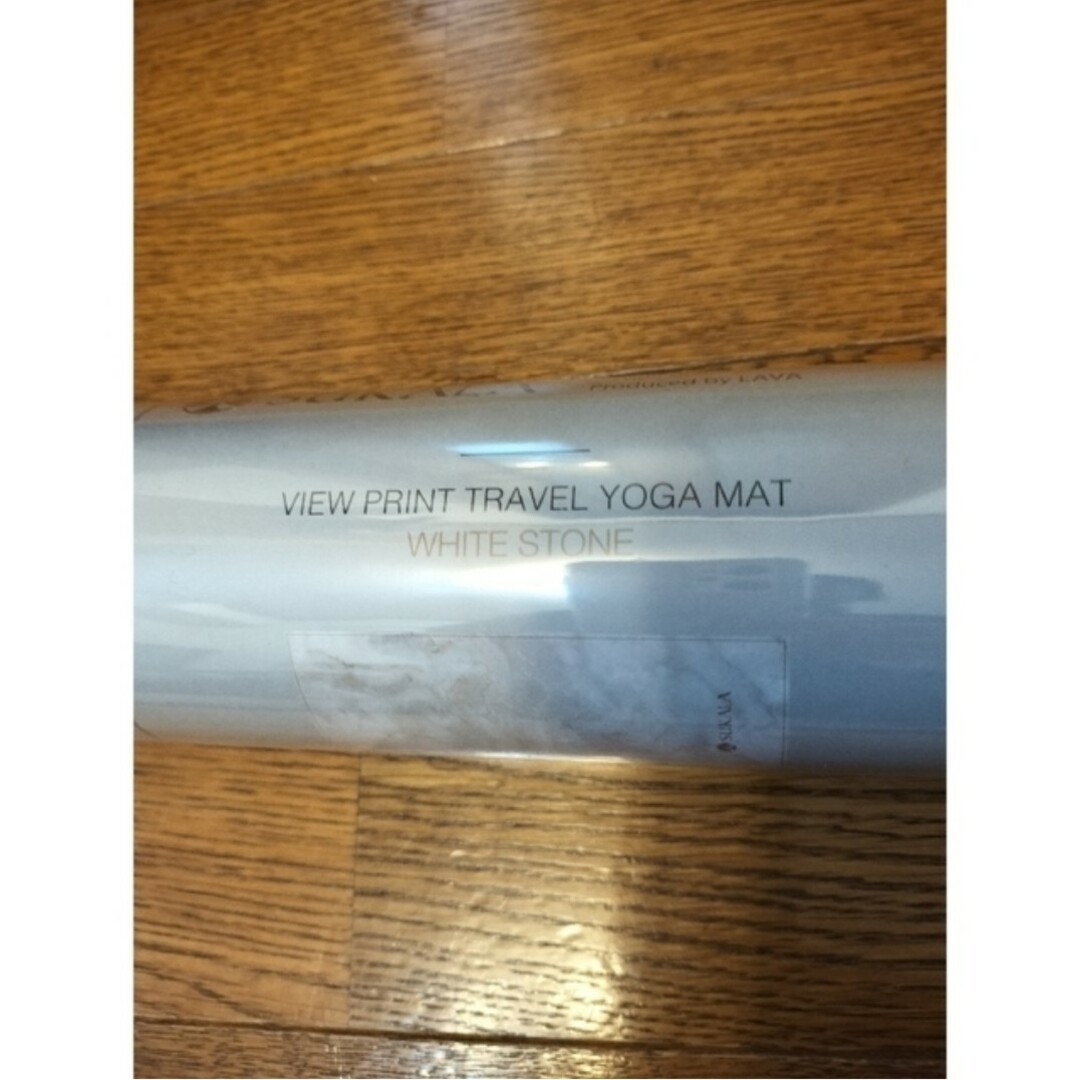 Produced by LAVA
VIEW PRINT TRAVEL YOGA MAT
WHITE STONE
SUKALA